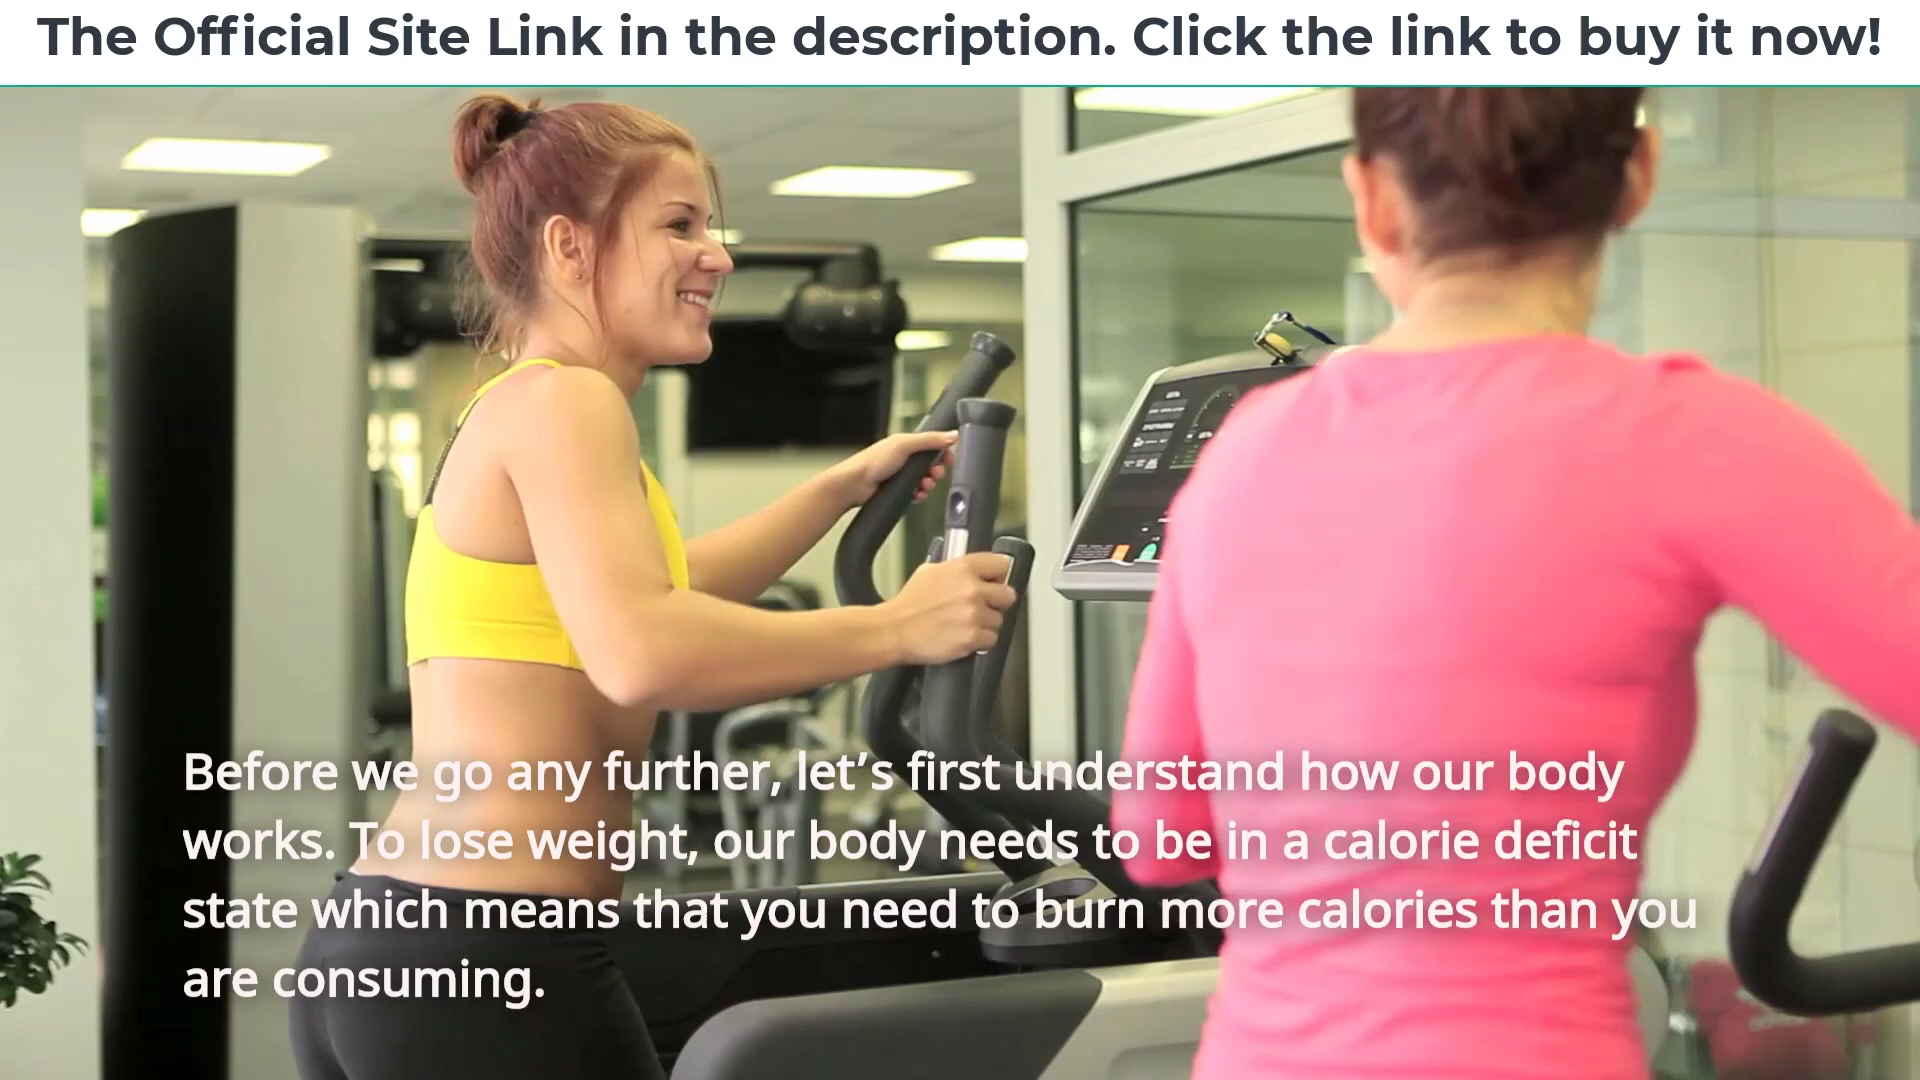 The Official Site Link in the description. Click the link to buy it now!
Before we go any further, let’s first understand how our body
works. To lose weight, our body needs to be in a calorie deficit
state which means that you need to burn more calories than you
are consuming.